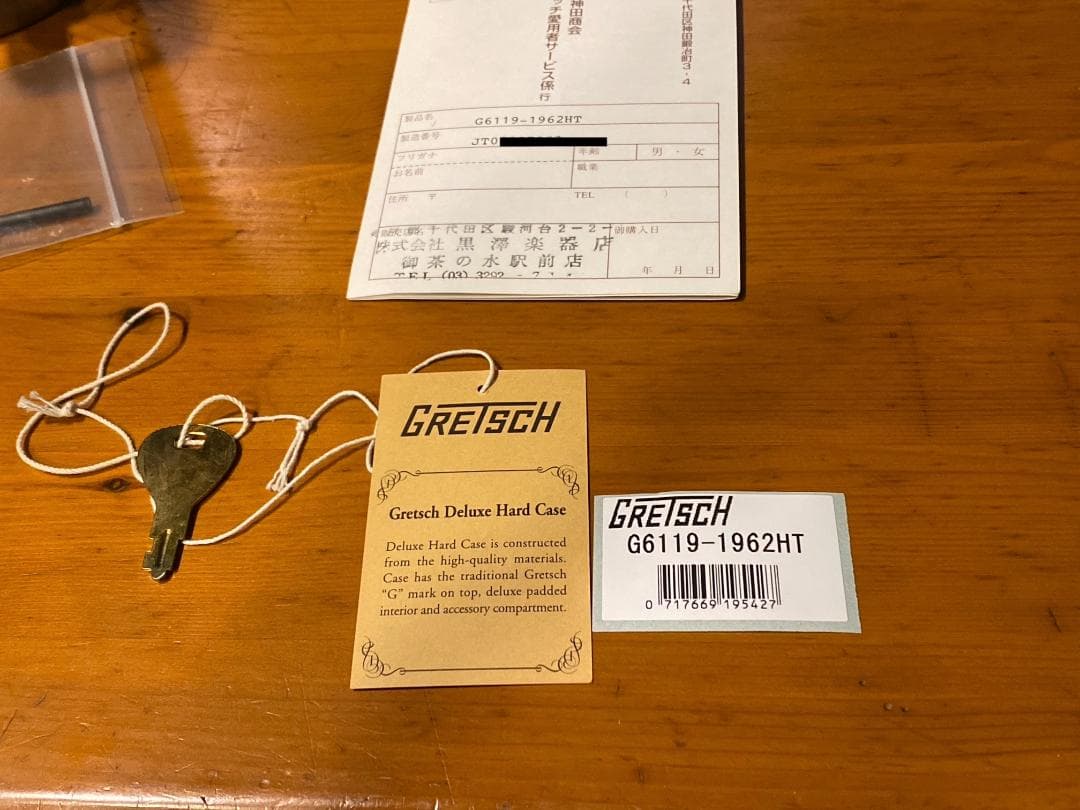 千代田区神田鍛冶町3-4
神田商会
ッチ愛用者サービス係 行
製品名 G6119-1962HT
製造番号 JT0
フリガナ 年齢 男・女
お名前 職業
住所 〒 TEL ( )
千代田区駿河台2-2- 御購入日
株式会社 黒澤楽器店
御茶の水駅前店
TEL (03) 3292 - 年 月 日
GRETSCH
Gretsch Deluxe Hard Case
Deluxe Hard Case is constructed
from the high-quality materials.
Case has the traditional Gretsch
“G” mark on top, deluxe padded
interior and accessory compartment.
GRETSCH
G6119-1962HT
0 717669 195427